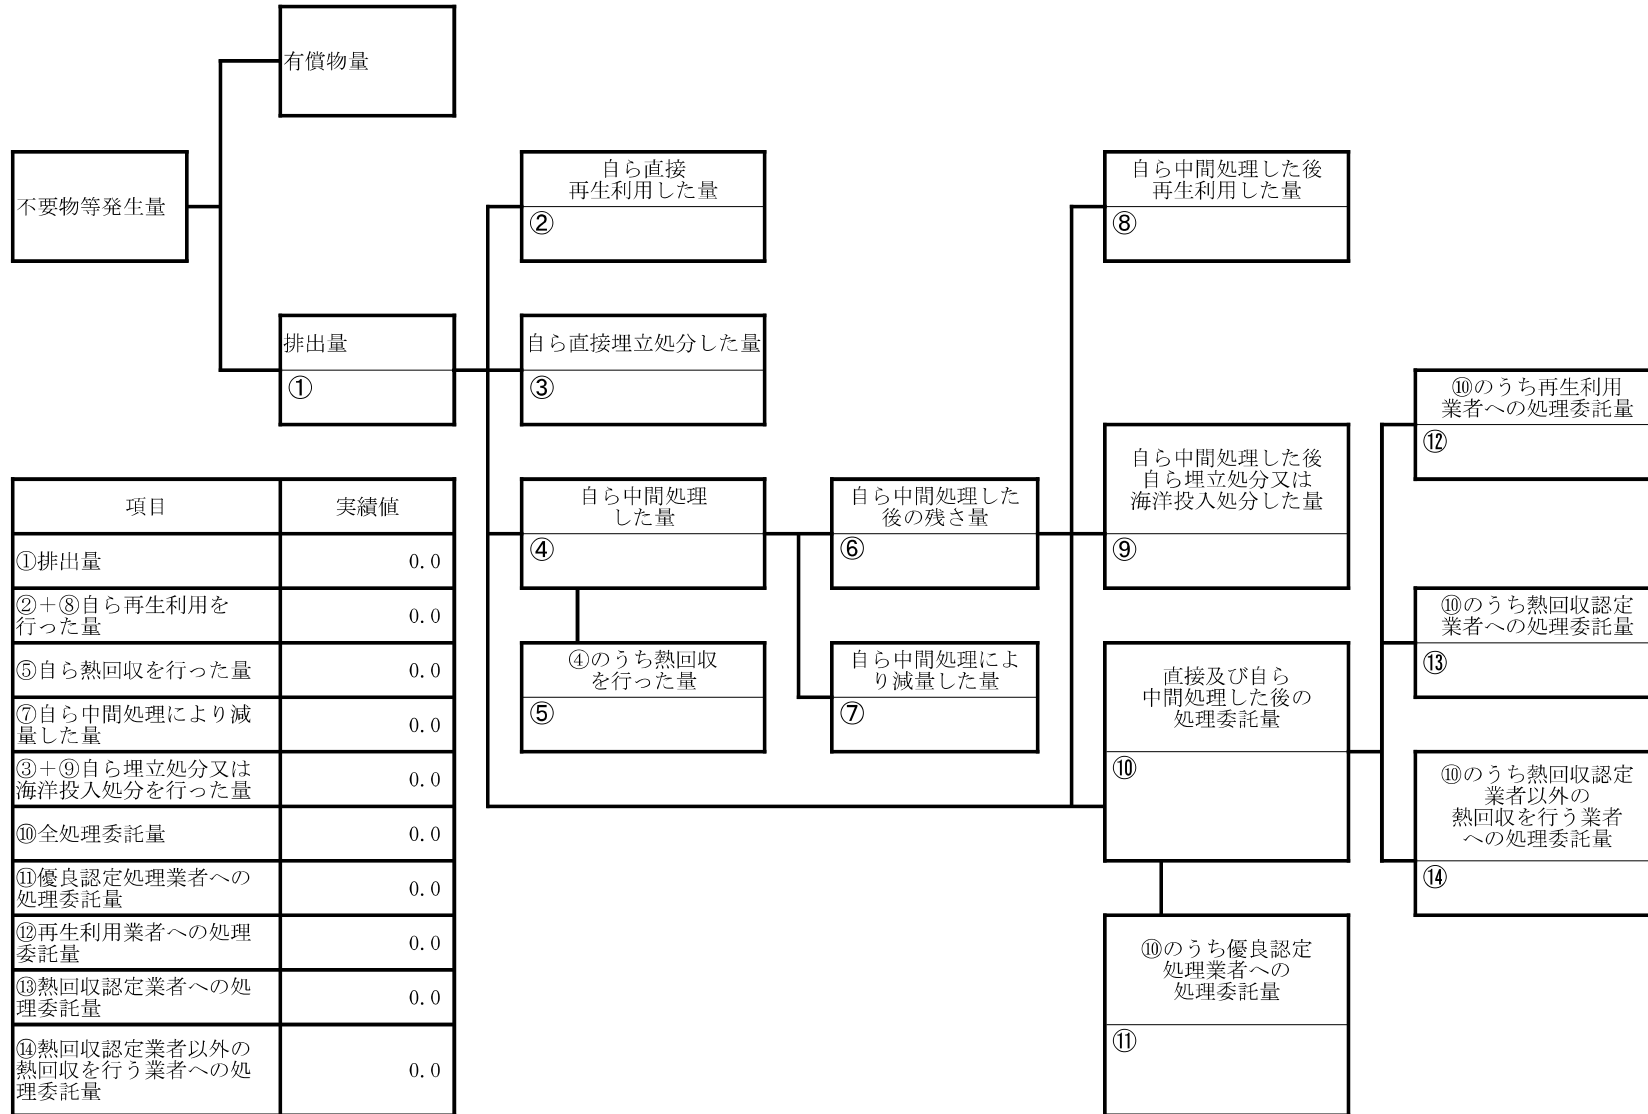 有償物量
不要物等発生量
自ら直接
再生利用した量
②
自ら中間処理した後
再生利用した量
⑧
排出量
①
自ら直接埋立処分した量
③
⑩のうち再生利用
業者への処理委託量
⑫
自ら中間処理
した量
④
自ら中間処理した
後の残さ量
⑥
自ら中間処理した後
自ら埋立処分又は
海洋投入処分した量
⑨
⑩のうち熱回収認定
業者への処理委託量
⑬
④のうち熱回収
を行った量
⑤
自ら中間処理によ
り減量した量
⑦
直接及び自ら
中間処理した後の
処理委託量
⑩
⑩のうち熱回収認定
業者以外の
熱回収を行う業者
への処理委託量
⑭
⑩のうち優良認定
処理業者への
処理委託量
⑪
項目 実績値
①排出量 0.0
②+⑧自ら再生利用を
行った量 0.0
⑤自ら熱回収を行った量 0.0
⑦自ら中間処理により減
量した量 0.0
③+⑨自ら埋立処分又は
海洋投入処分を行った量 0.0
⑩全処理委託量 0.0
⑪優良認定処理業者への
処理委託量 0.0
⑫再生利用業者への処理
委託量 0.0
⑬熱回収認定業者への処
理委託量 0.0
⑭熱回収認定業者以外の
熱回収を行う業者への処
理委託量 0.0